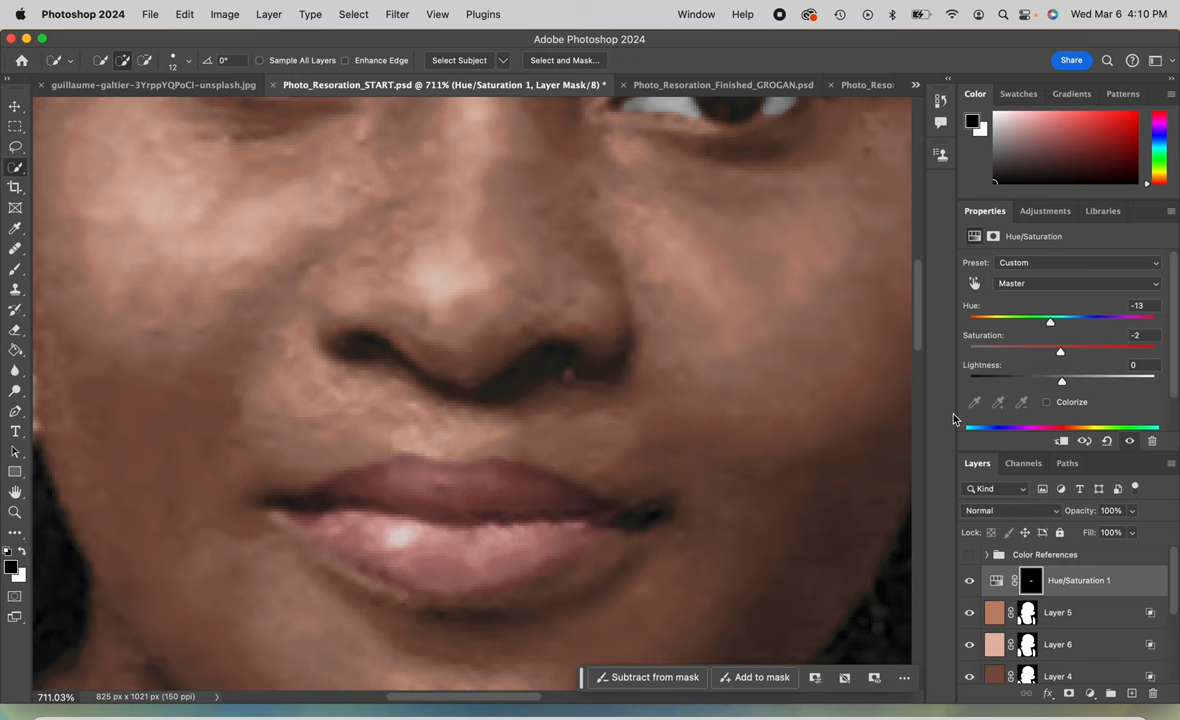 Photoshop 2024 File Edit Image Layer Type Select Filter View Plugins Window Help Wed Mar 6 4:10 PM
Adobe Photoshop 2024
12 0° Sample All Layers Enhance Edge Select Subject Select and Mask... Share
guillaume-galtier-3YrppYQPoCI-unsplash.jpg Photo_Resoration_START.psd @ 711% (Hue/Saturation 1, Layer Mask/8) * Photo_Resoration_Finished_GROGAN.psd Photo_Reso
Color Swatches Gradients Patterns
Properties Adjustments Libraries
Hue/Saturation
Preset: Custom
Master
Hue: -13
Saturation: -2
Lightness: 0
Colorize
Layers Channels Paths
Kind
Normal Opacity: 100%
Lock: Fill: 100%
Color References
Hue/Saturation 1
Layer 5
Layer 6
Layer 4
Subtract from mask Add to mask
711.03% 825 px x 1021 px (150 ppi)